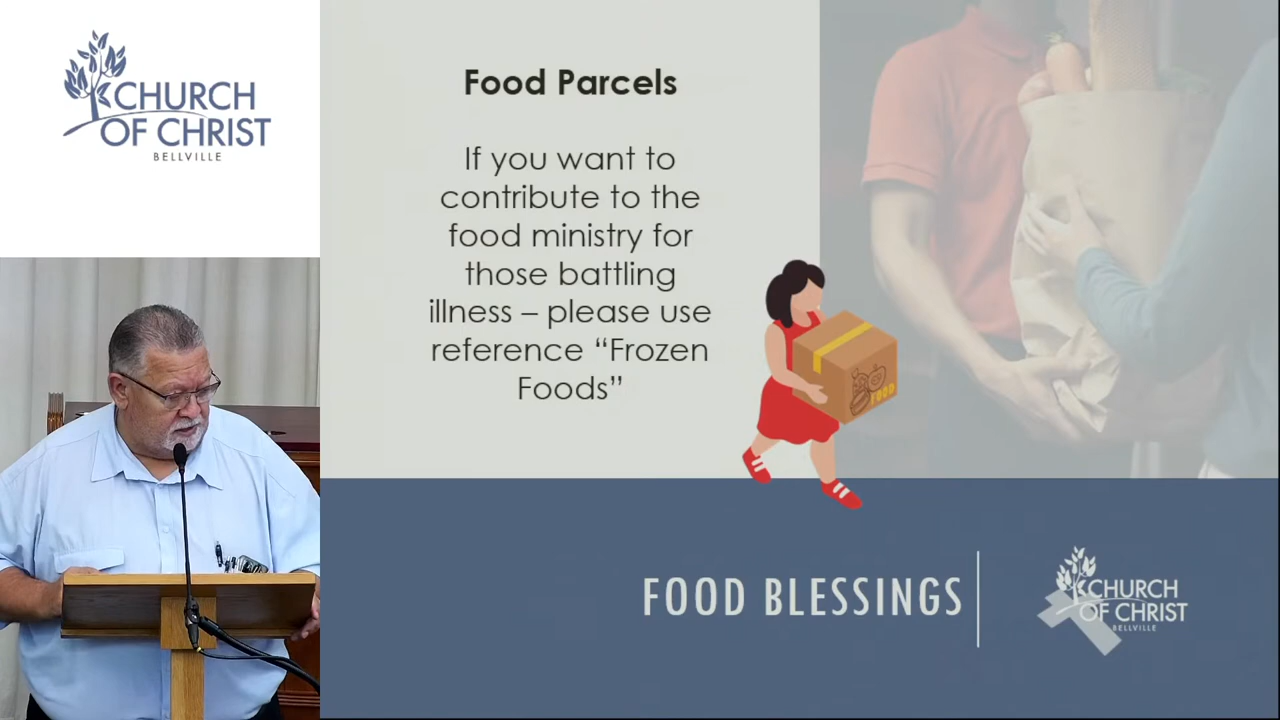 CHURCH
OF CHRIST
BELLVILLE
Food Parcels
If you want to
contribute to the
food ministry for
those battling
illness – please use
reference “Frozen
Foods”
FOOD
FOOD BLESSINGS
CHURCH
OF CHRIST
BELLVILLE